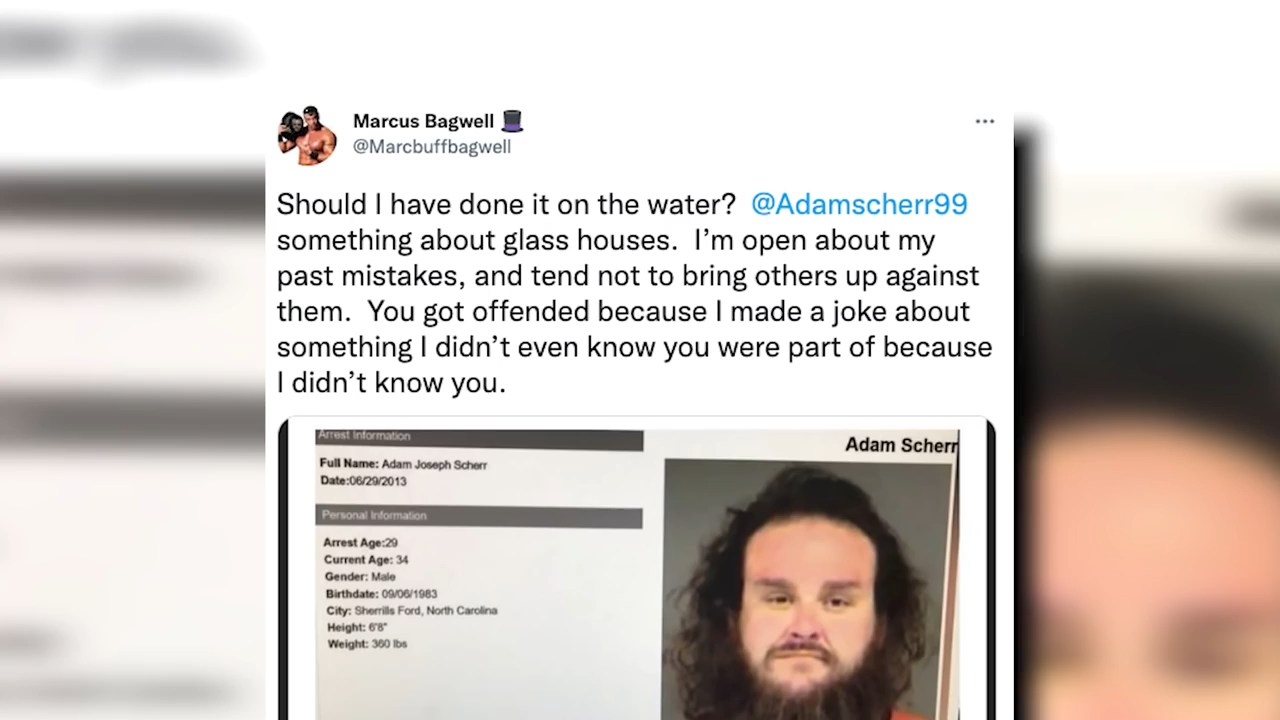 Marcus Bagwell 🎩
@Marcbuffbagwell
Should I have done it on the water? @Adamscherr99
something about glass houses. I’m open about my
past mistakes, and tend not to bring others up against
them. You got offended because I made a joke about
something I didn’t even know you were part of because
I didn’t know you.
Arrest Information
Full Name: Adam Joseph Scherr
Date:06/29/2013
Personal Information
Arrest Age:29
Current Age: 34
Gender: Male
Birthdate: 09/06/1983
City: Sherrills Ford, North Carolina
Height: 6'8"
Weight: 360 lbs
Adam Scherr